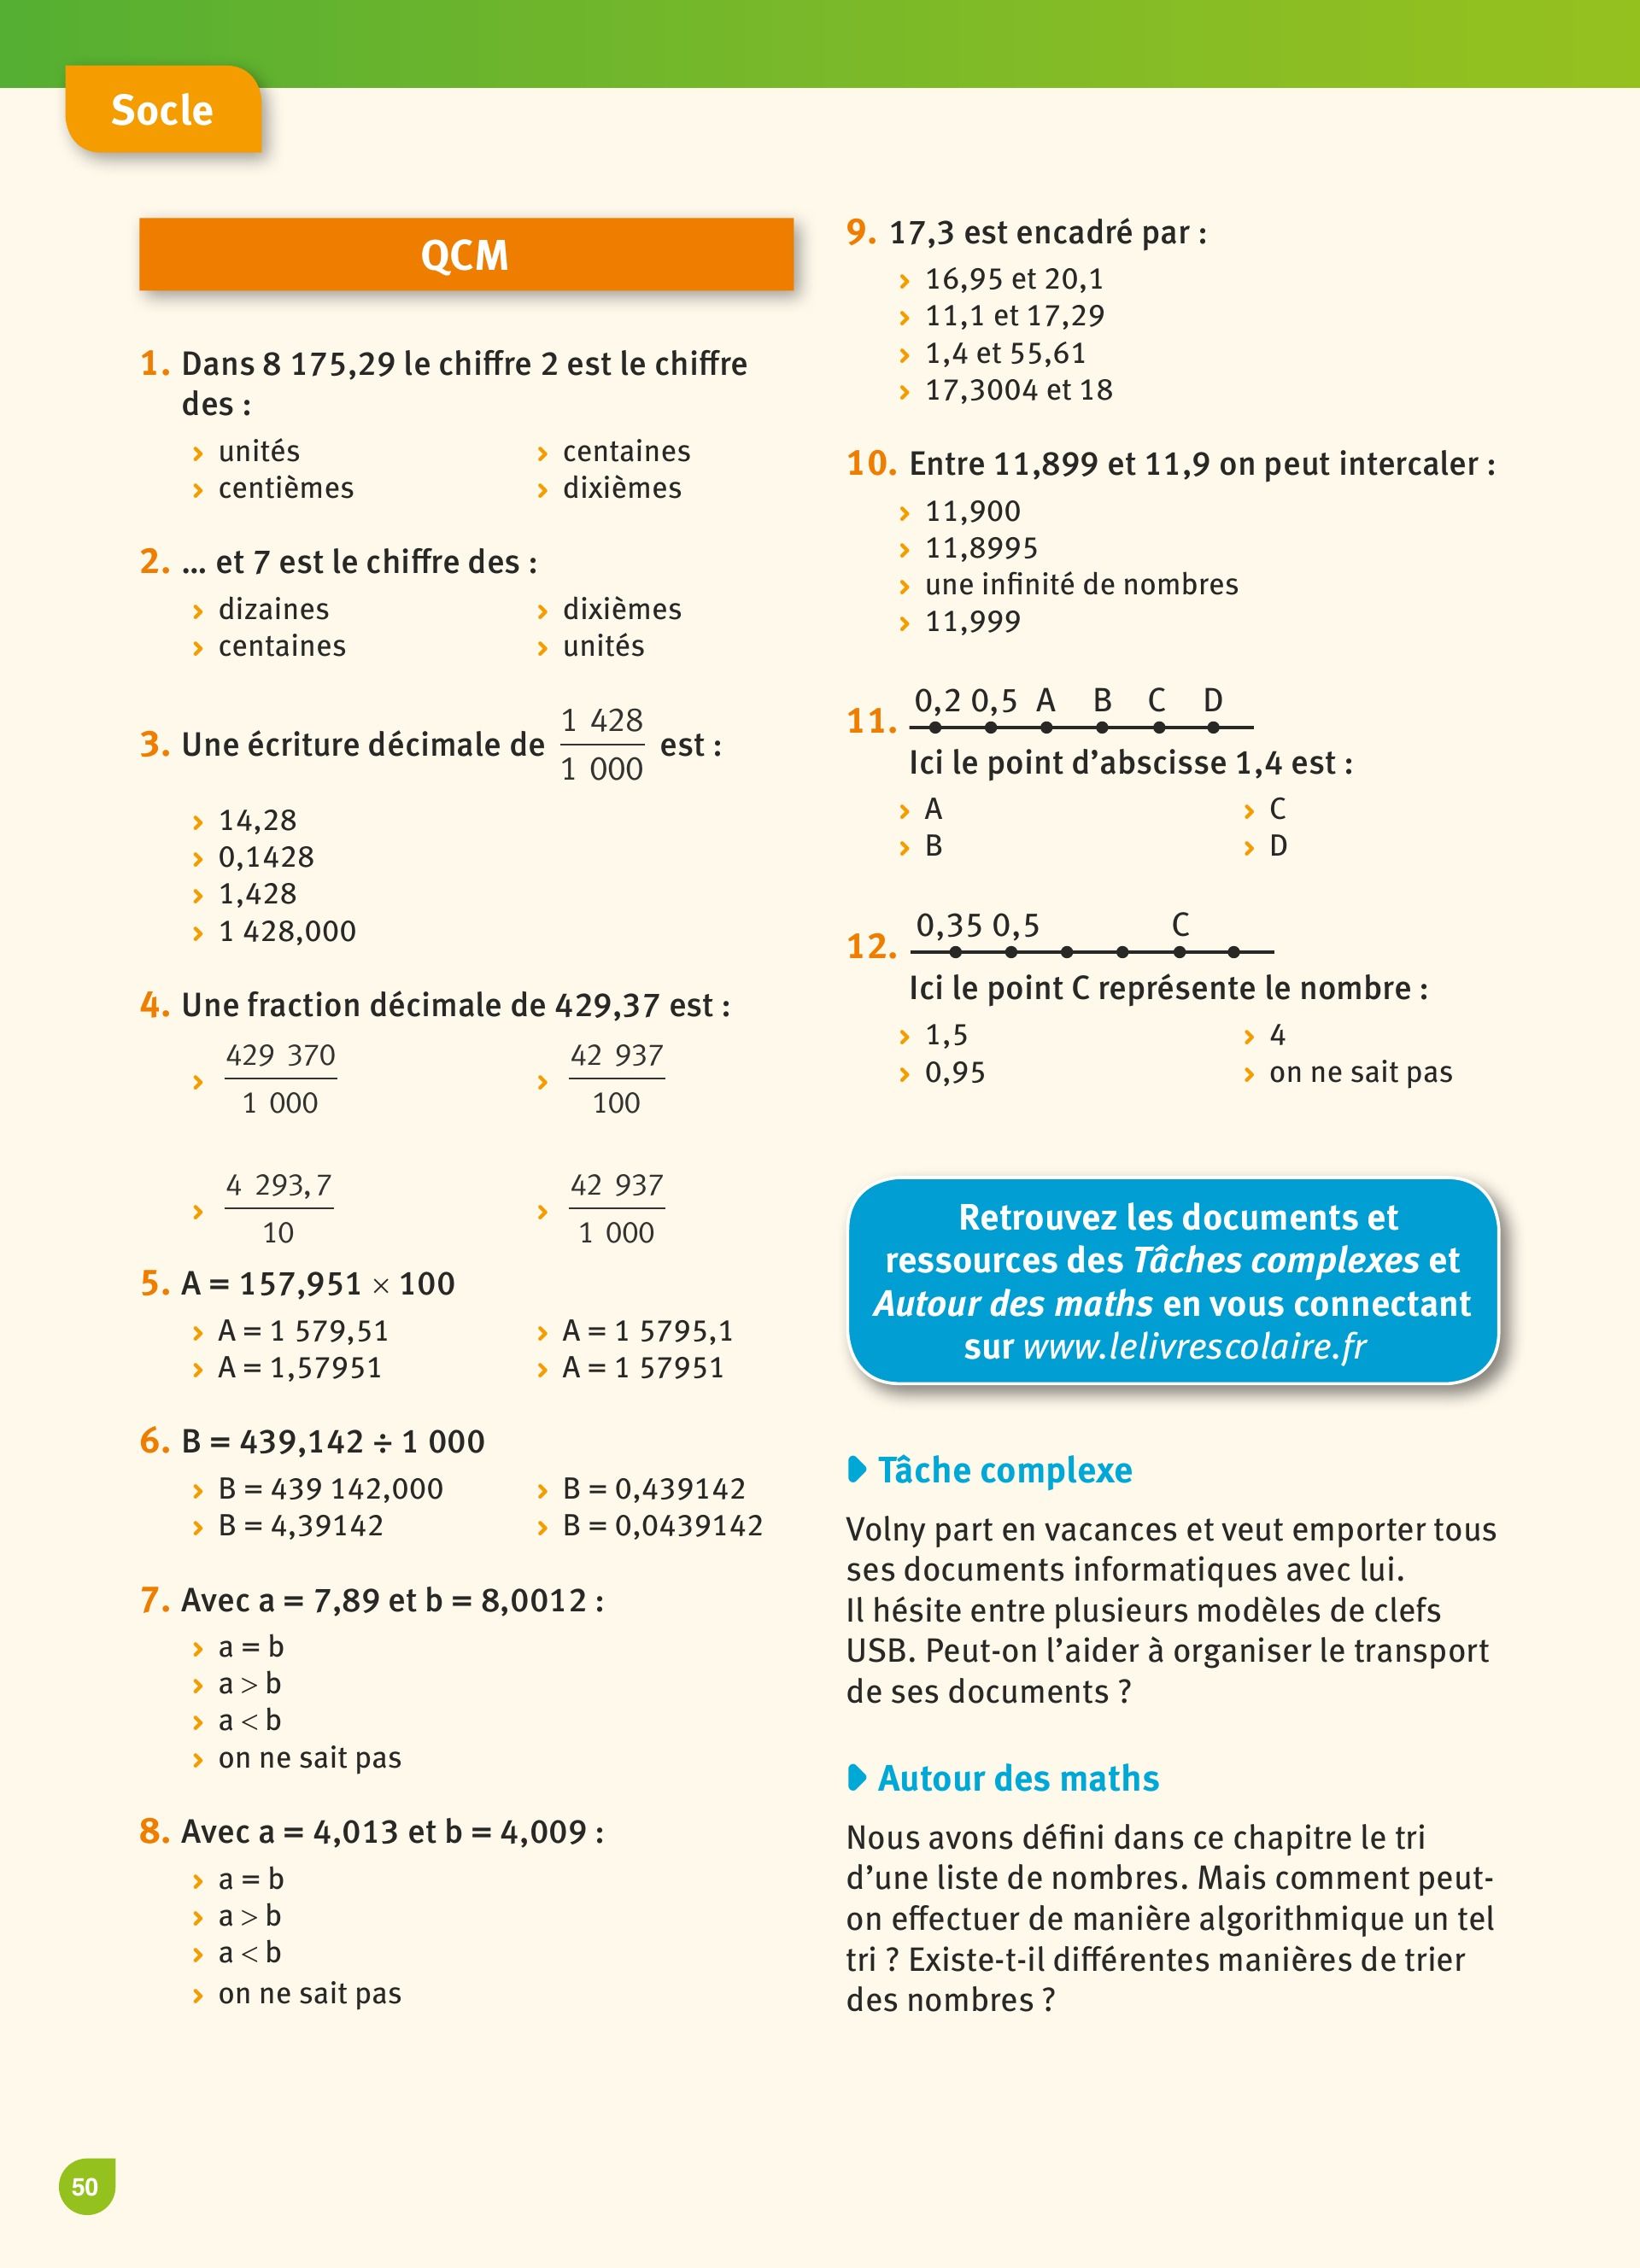 Socle
QCM
1. Dans 8 175,29 le chiffre 2 est le chiffre
des :
› unités › centaines
› centièmes › dixièmes
2. ... et 7 est le chiffre des :
› dizaines › dixièmes
› centaines › unités
3. Une écriture décimale de 1 428/1 000 est :
› 14,28
› 0,1428
› 1,428
› 1 428,000
4. Une fraction décimale de 429,37 est :
› 429 370/1 000 › 42 937/100
› 4 293,7/10 › 42 937/1 000
5. A = 157,951 × 100
› A = 1 579,51 › A = 1 5795,1
› A = 1,57951 › A = 1 57951
6. B = 439,142 ÷ 1 000
› B = 439 142,000 › B = 0,439142
› B = 4,39142 › B = 0,0439142
7. Avec a = 7,89 et b = 8,0012 :
› a = b
› a > b
› a < b
› on ne sait pas
8. Avec a = 4,013 et b = 4,009 :
› a = b
› a > b
› a < b
› on ne sait pas
9. 17,3 est encadré par :
› 16,95 et 20,1
› 11,1 et 17,29
› 1,4 et 55,61
› 17,3004 et 18
10. Entre 11,899 et 11,9 on peut intercaler :
› 11,900
› 11,8995
› une infinité de nombres
› 11,999
11. 0,2 0,5 A B C D
Ici le point d’abscisse 1,4 est :
› A › C
› B › D
12. 0,35 0,5 C
Ici le point C représente le nombre :
› 1,5 › 4
› 0,95 › on ne sait pas
Retrouvez les documents et
ressources des Tâches complexes et
Autour des maths en vous connectant
sur www.lelivrescolaire.fr
Tâche complexe
Volny part en vacances et veut emporter tous
ses documents informatiques avec lui.
Il hésite entre plusieurs modèles de clefs
USB. Peut-on l’aider à organiser le transport
de ses documents ?
Autour des maths
Nous avons défini dans ce chapitre le tri
d’une liste de nombres. Mais comment peut-
on effectuer de manière algorithmique un tel
tri ? Existe-t-il différentes manières de trier
des nombres ?
50